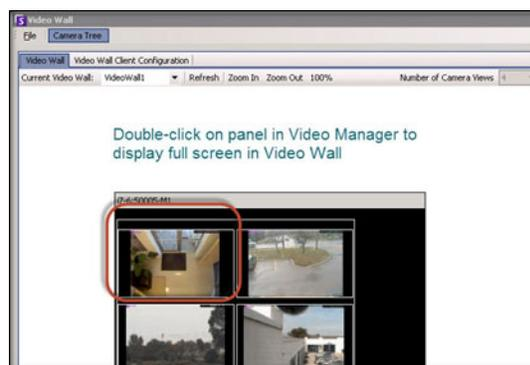 Video Wall
File Camera Tree
Video Wall Video Wall Client Configuration
Current Video Wall: VideoWall1 Refresh Zoom In Zoom Out 100% Number of Camera Views 4
Double-click on panel in Video Manager to
display full screen in Video Wall